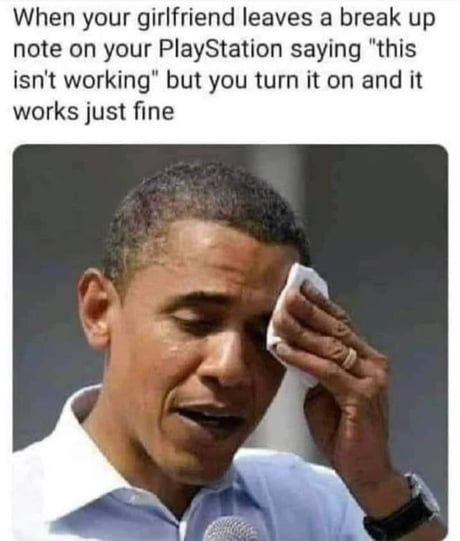 When your girlfriend leaves a break up
note on your PlayStation saying "this
isn't working" but you turn it on and it
works just fine